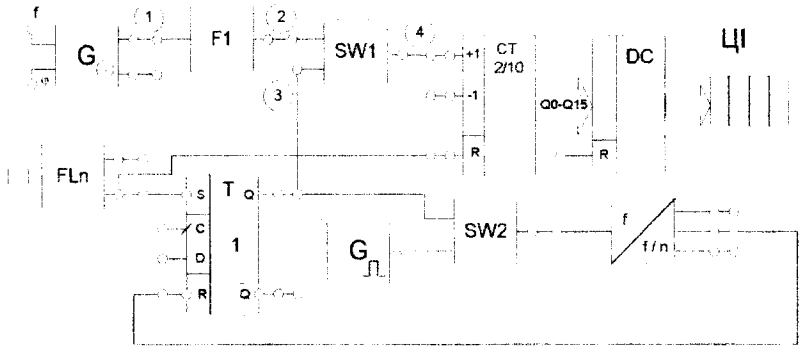 f
1
2
4
G
F1
SW1
+1
CT
2/10
DC
ЦІ
φ
3
-1
Q0-Q15
R
R
FLn
S
T
Q
SW2
f
f/n
C
D
1
G
R
Q